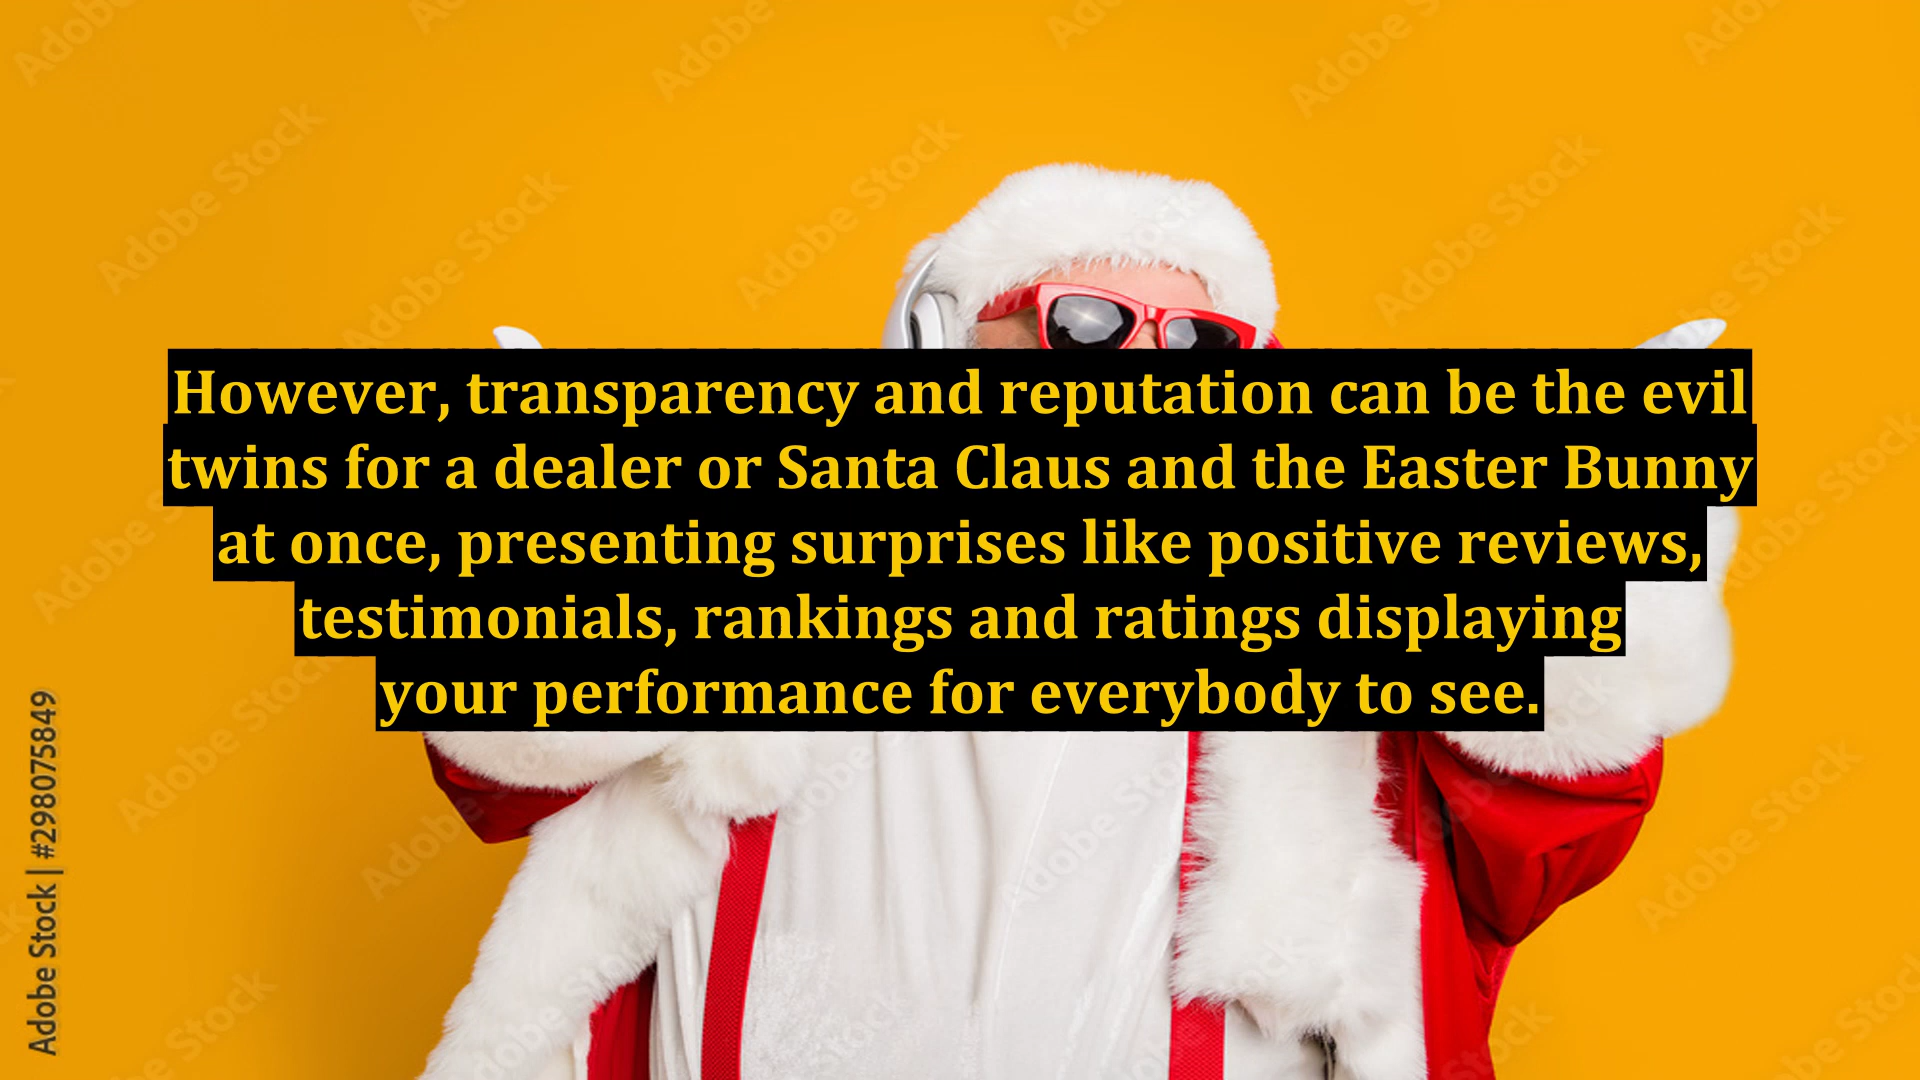 However, transparency and reputation can be the evil
twins for a dealer or Santa Claus and the Easter Bunny
at once, presenting surprises like positive reviews,
testimonials, rankings and ratings displaying
your performance for everybody to see.
Adobe Stock | #298075849
Adobe Stock